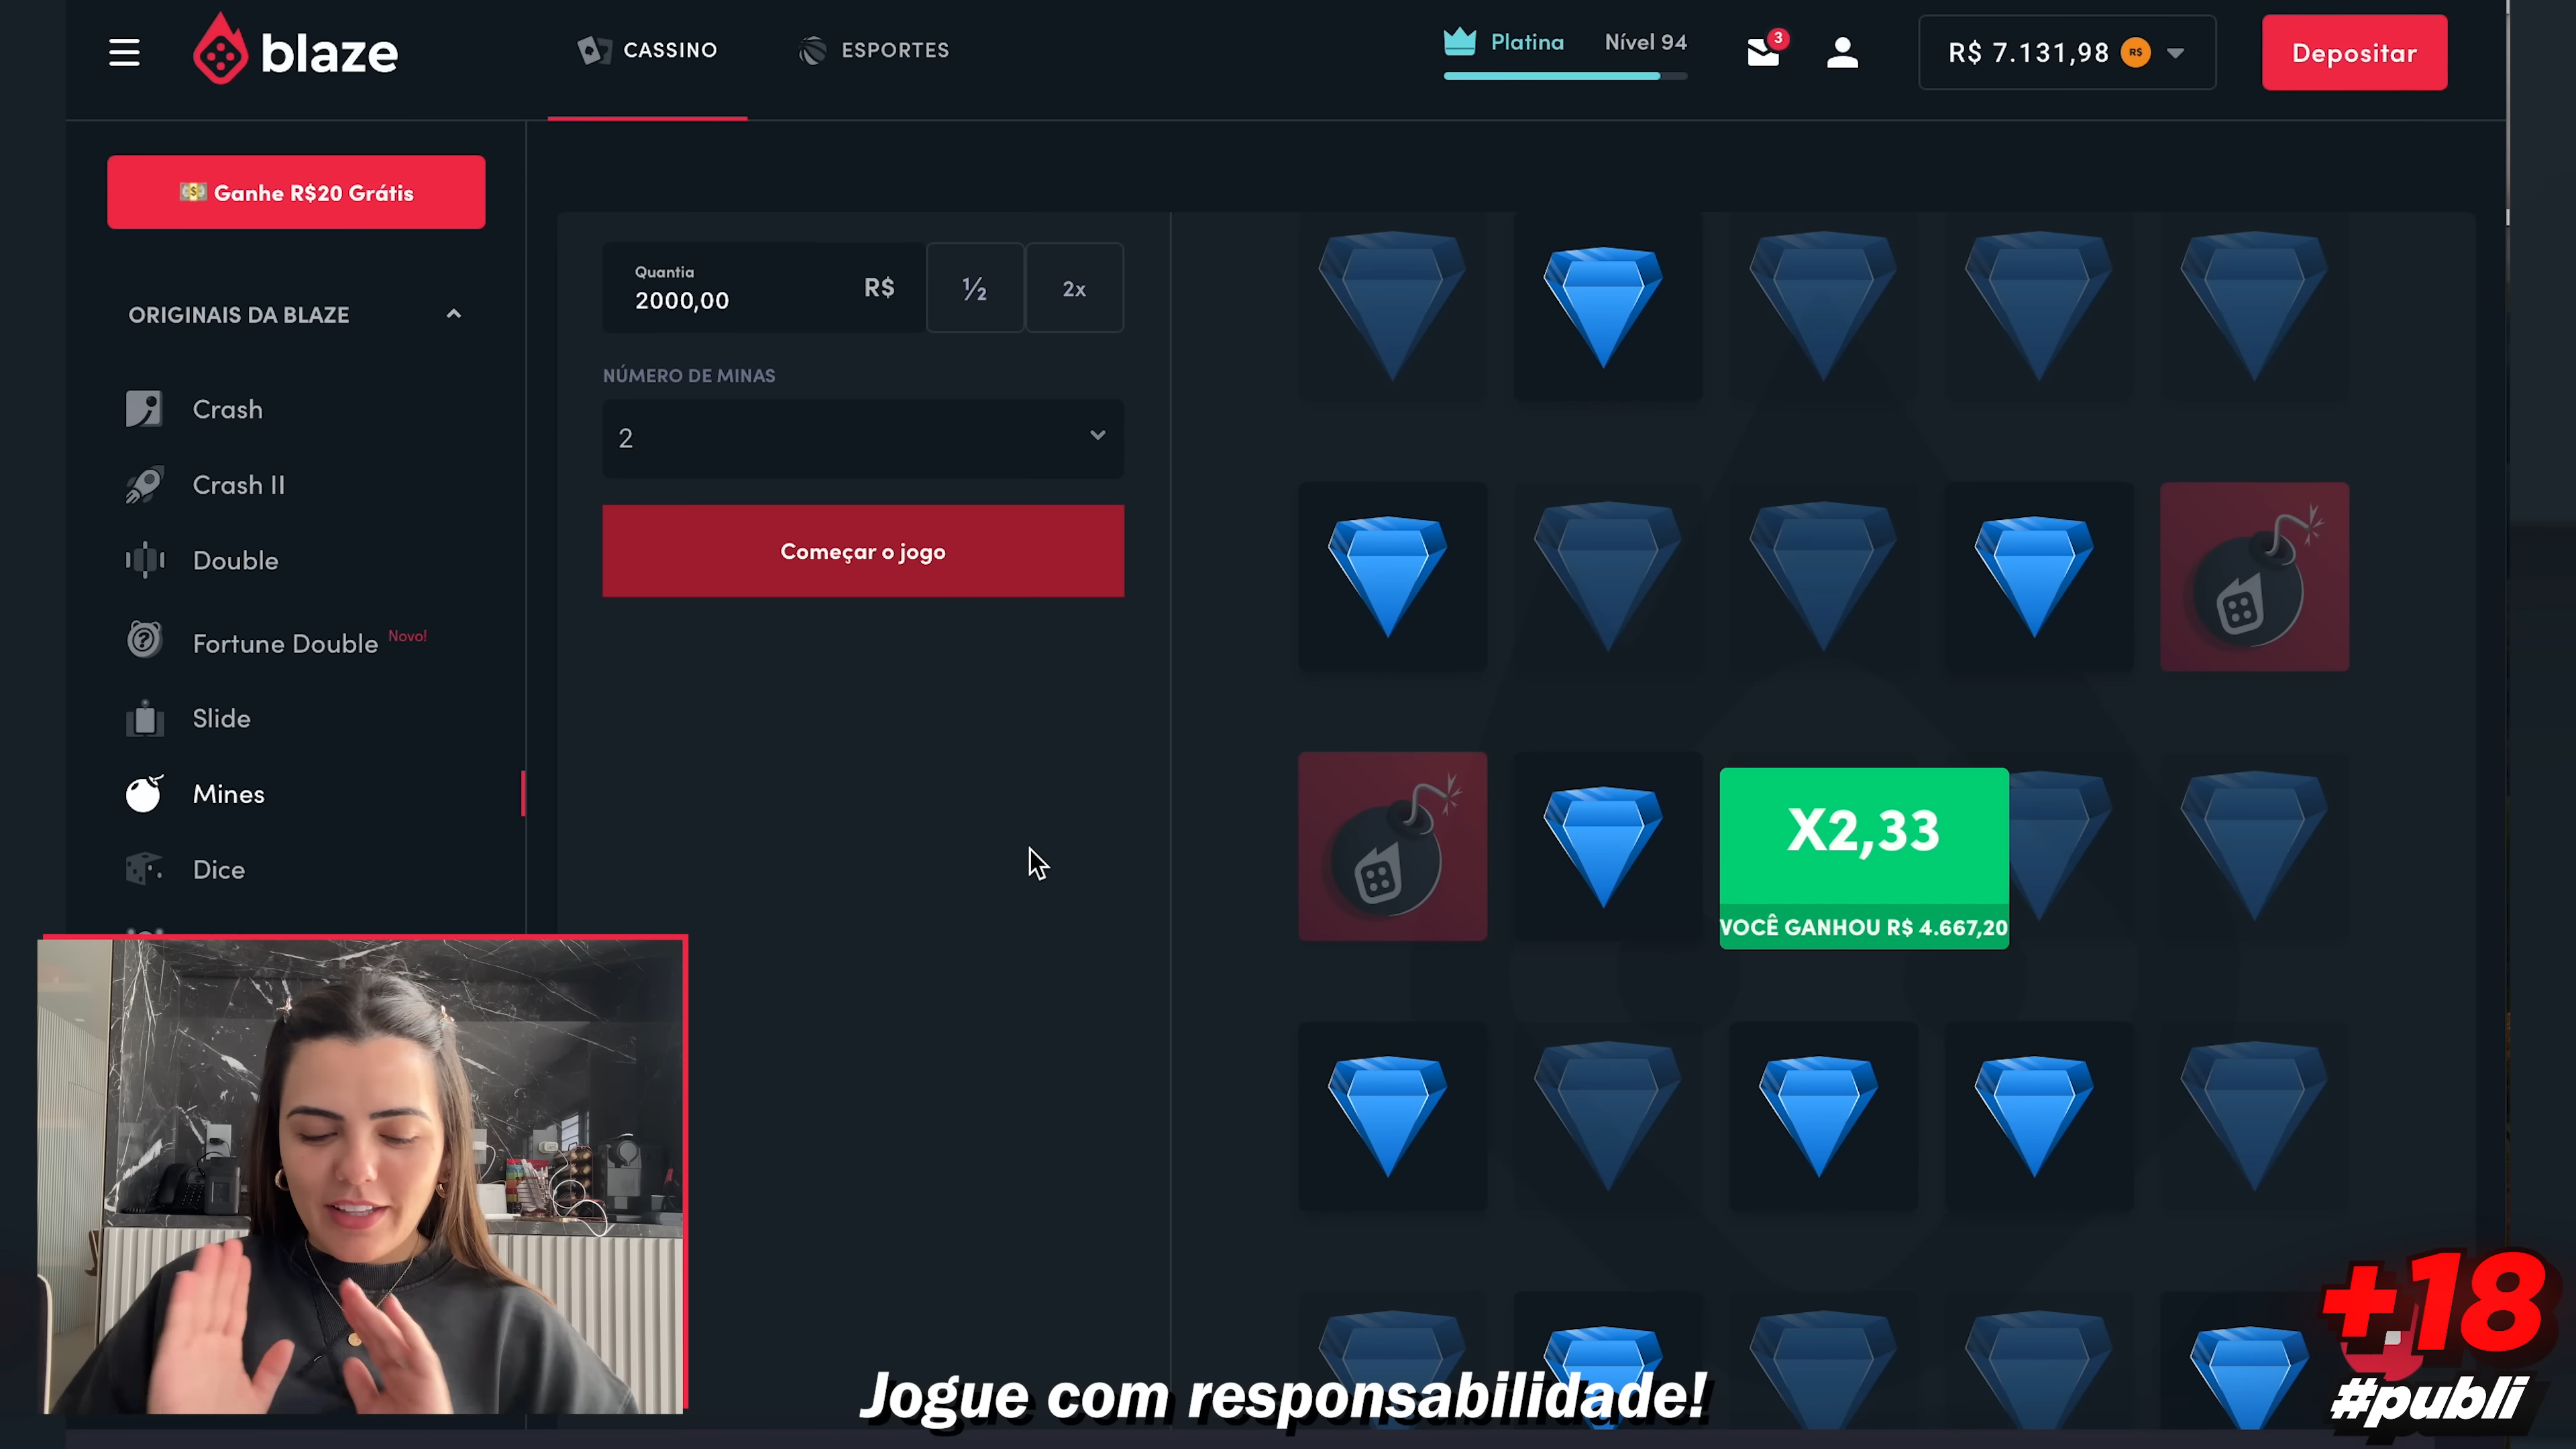 blaze
CASSINO
ESPORTES
Platina
Nível 94
3
R$ 7.131,98
R$
Depositar
Ganhe R$20 Grátis
ORIGINAIS DA BLAZE
Crash
Crash II
Double
Fortune Double Novo!
Slide
Mines
Dice
Quantia
2000,00
R$
½
2x
NÚMERO DE MINAS
2
Começar o jogo
X2,33
VOCÊ GANHOU R$ 4.667,20
Jogue com responsabilidade!
+18
#publi